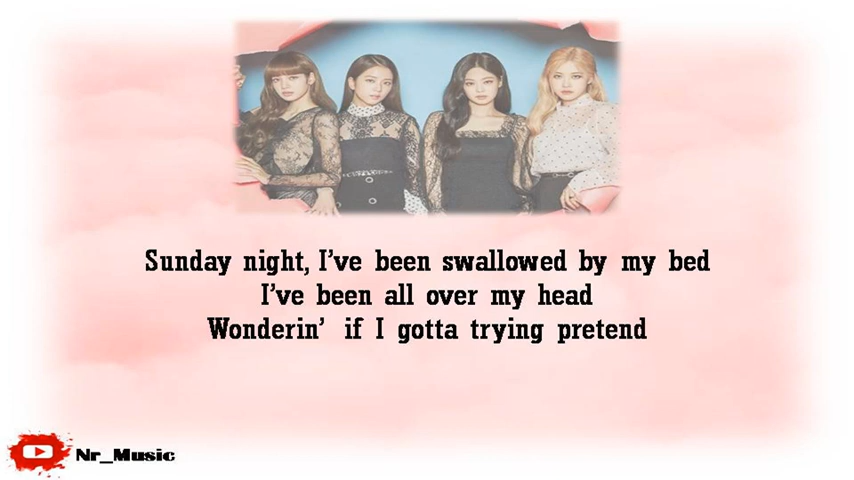 Sunday night, I've been swallowed by my bed
I've been all over my head
Wonderin' if I gotta trying pretend
Nr_Music